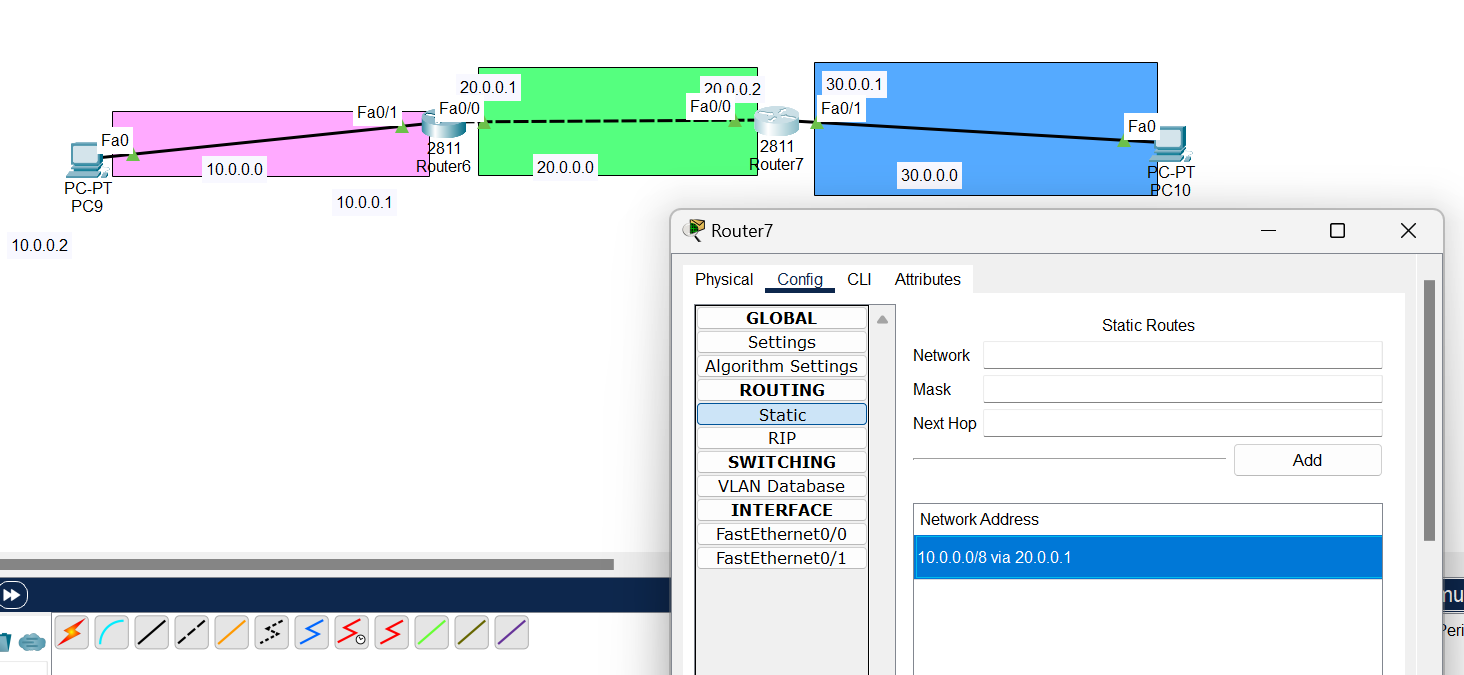 20.0.0.1
20.0.0.2
30.0.0.1
Fa0/1
Fa0/0
Fa0/0
Fa0/1
Fa0
Fa0
2811
Router6
2811
Router7
10.0.0.0
20.0.0.0
30.0.0.0
PC-PT
PC9
PC-PT
PC10
10.0.0.1
10.0.0.2
Router7
Physical
Config
CLI
Attributes
GLOBAL
Settings
Algorithm Settings
ROUTING
Static
RIP
SWITCHING
VLAN Database
INTERFACE
FastEthernet0/0
FastEthernet0/1
Static Routes
Network
Mask
Next Hop
Add
Network Address
10.0.0.0/8 via 20.0.0.1